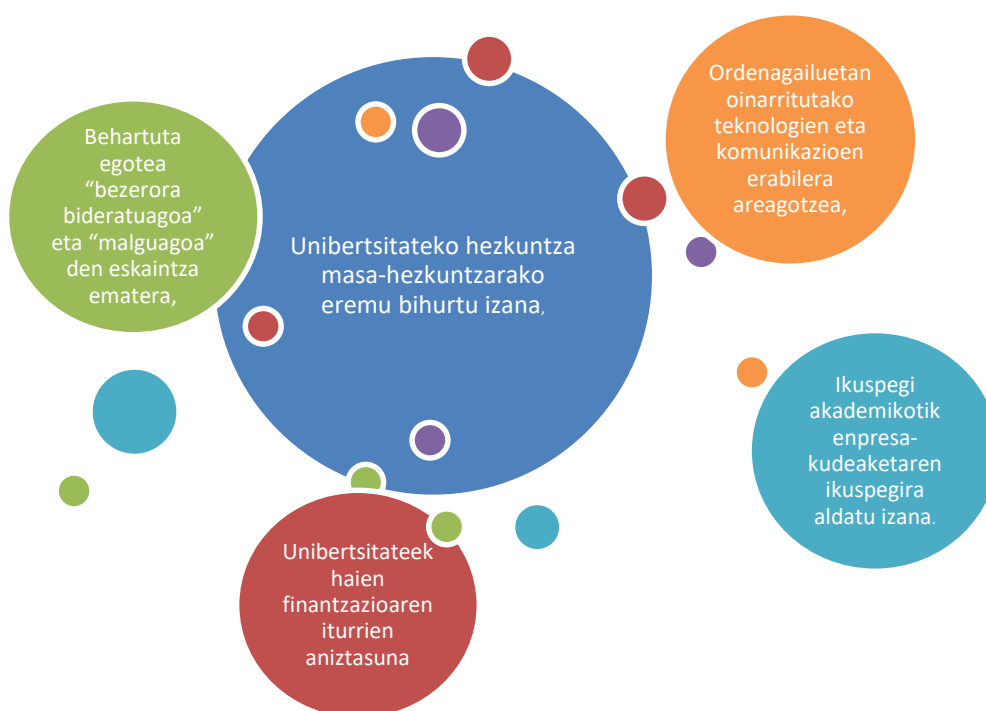 Behartuta
egotea
“bezerora
bideratuagoa”
eta “malguagoa”
den eskaintza
ematera,
Unibertsitateko hezkuntza
masa-hezkuntzarako
eremu bihurtu izana,
Ordenagailuetan
oinarritutako
teknologien eta
komunikazioen
erabilera
areagotzea,
Ikuspegi
akademikotik
enpresa-
kudeaketaren
ikuspegira
aldatu izana.
Unibertsitateek
haien
finantzazioaren
iturrien
aniztasuna